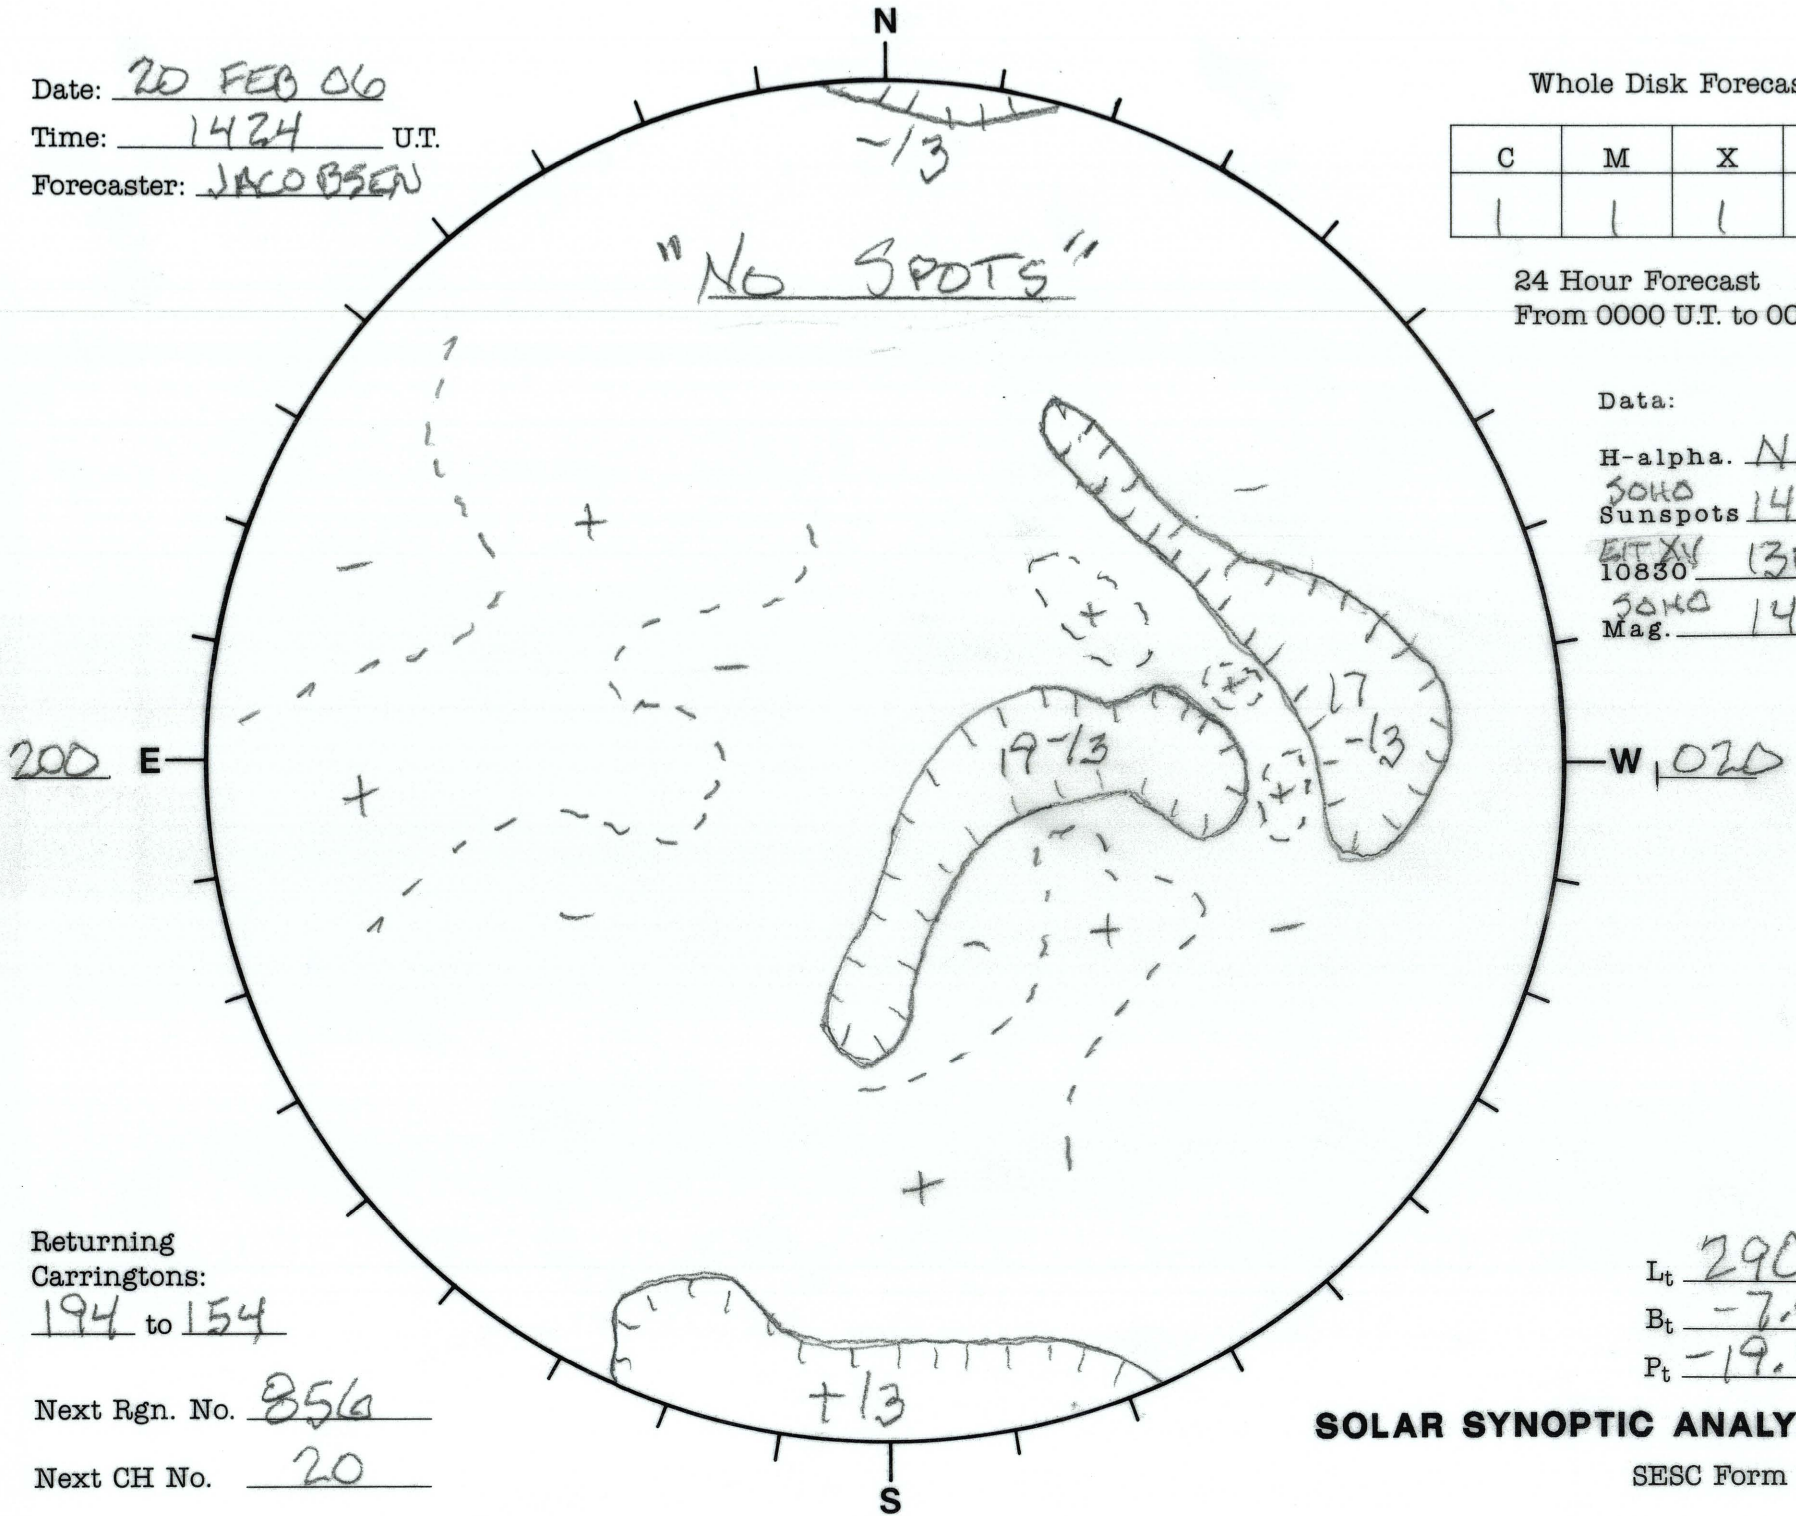 N
Date: 20 FEB 06
Time: 1424 U.T.
Forecaster: JACOBSEN
Whole Disk Forecas
C M X
1 1 1
24 Hour Forecast
From 0000 U.T. to 00
-13
"No SPOTS"
Data:
H-alpha. N
SOHO
Sunspots 14
EIT XV 13
10830
SOHO 14
Mag.
+
-
-
+
-
+
17
-13
19 -13
200 E
W 020
+
+
-
-
+
-
+
Returning
Carringtons:
194 to 154
Next Rgn. No. 856
Next CH No. 20
+13
S
Lt 290
Bt -7.
Pt -19.
SOLAR SYNOPTIC ANALY
SESC Form